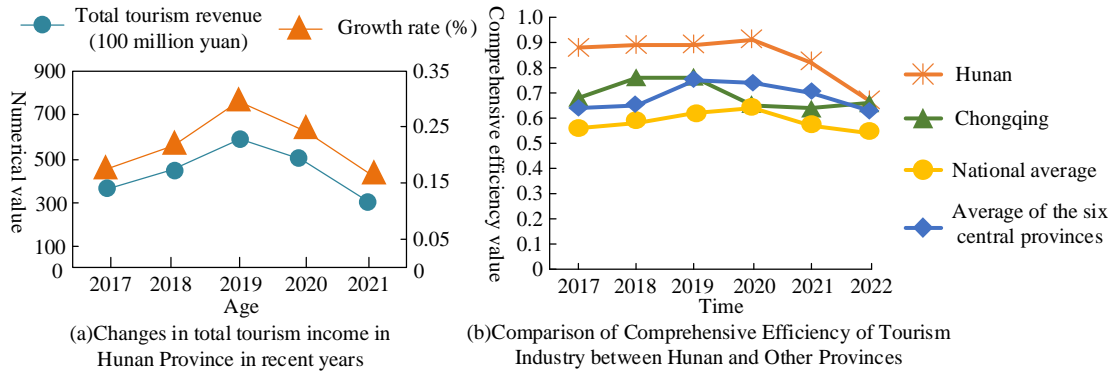 Total tourism revenue
(100 million yuan)
Growth rate (%)
Numerical value
900
700
500
300
100
0
0.35
0.25
0.15
0.05
0
2017 2018 2019 2020 2021
Age
(a)Changes in total tourism income in
Hunan Province in recent years
Comprehensive efficiency value
1.0
0.9
0.8
0.7
0.6
0.5
0.4
0.3
0.2
0.1
0
2017 2018 2019 2020 2021 2022
Time
Hunan
Chongqing
National average
Average of the six
central provinces
(b)Comparison of Comprehensive Efficiency of Tourism
Industry between Hunan and Other Provinces